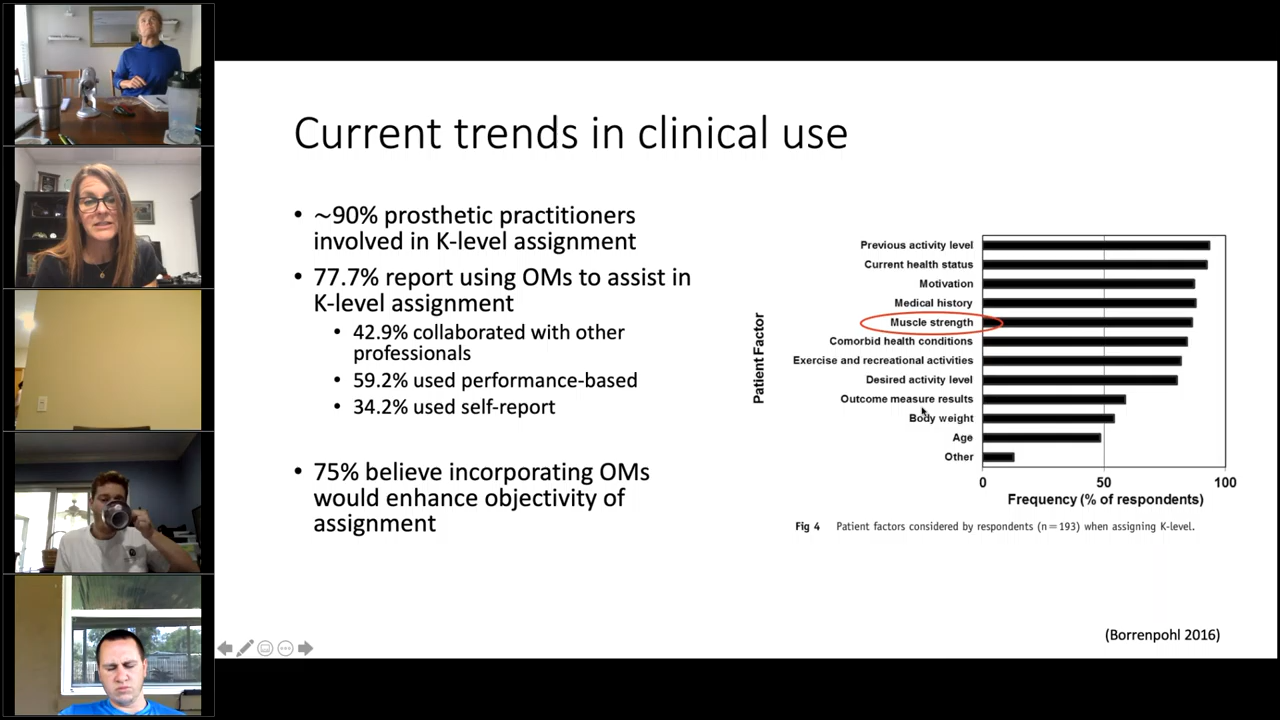 Current trends in clinical use
• ~90% prosthetic practitioners
involved in K-level assignment
• 77.7% report using OMs to assist in
K-level assignment
• 42.9% collaborated with other
professionals
• 59.2% used performance-based
• 34.2% used self-report
• 75% believe incorporating OMs
would enhance objectivity of
assignment
Patient Factor
Previous activity level
Current health status
Motivation
Medical history
Muscle strength
Comorbid health conditions
Exercise and recreational activities
Desired activity level
Outcome measure results
Body weight
Age
Other
0 50 100
Frequency (% of respondents)
Fig 4 Patient factors considered by respondents (n=193) when assigning K-level.
(Borrenpohl 2016)